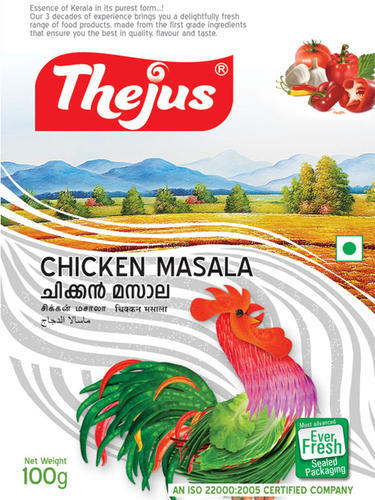 Essence of Kerala in its purest form...!
Our 3 decades of experience brings you a delightfully fresh
range of food products, made from the first grade ingredients
that ensure you the best in quality, flavour and taste.
Thejus®
CHICKEN MASALA
ചിക്കൻ മസാല
சிக்கன் மசாலா चिक्कन मसाला
ماسالا الدجاج
Most advanced
Ever
Fresh
Sealed
Packaging
Net Weight
100g
AN ISO 22000:2005 CERTIFIED COMPANY